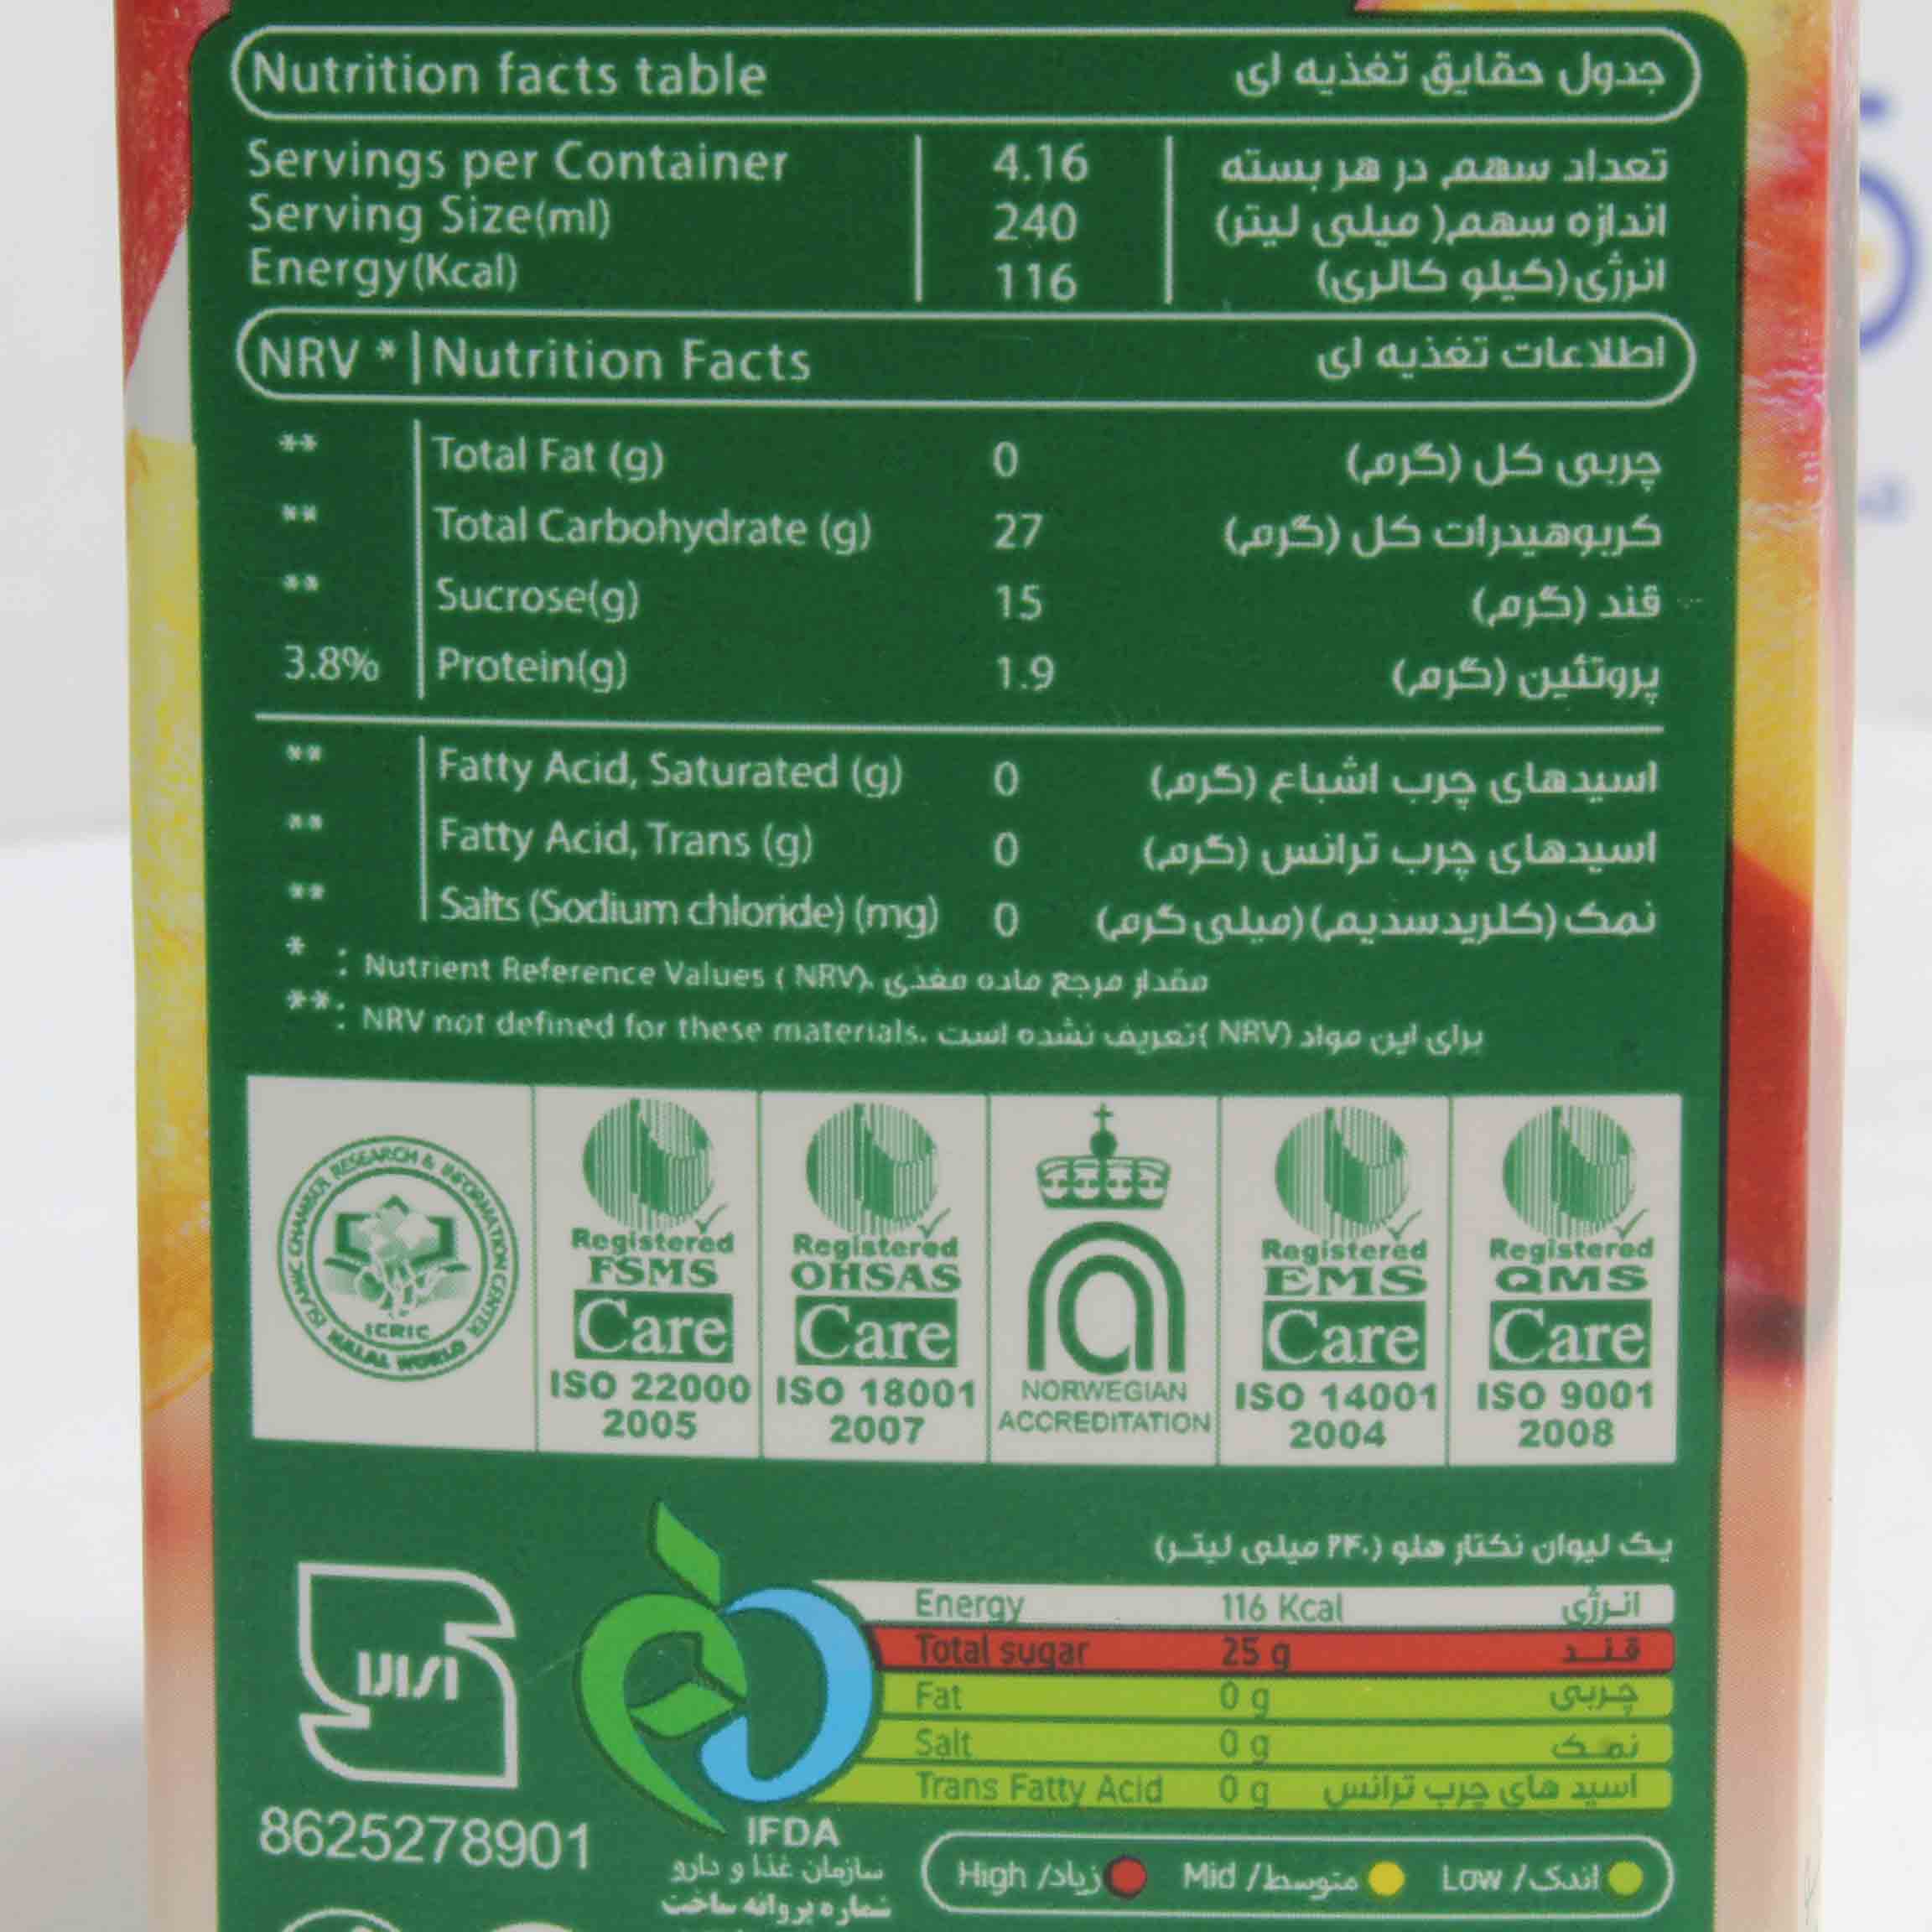 Nutrition facts table جدول حقایق تغذیه ای
Servings per Container 4.16 تعداد سهم در هر بسته
Serving Size(ml) 240 اندازه سهم( میلی لیتر)
Energy(Kcal) 116 انرژی(کیلو کالری)
NRV * | Nutrition Facts اطلاعات تغذیه ای
** Total Fat (g) 0 چربی کل (گرم)
** Total Carbohydrate (g) 27 کربوهیدرات کل (گرم)
** Sucrose(g) 15 قند (گرم)
3.8% Protein(g) 1.9 پروتئین (گرم)
** Fatty Acid, Saturated (g) 0 اسیدهای چرب اشباع (گرم)
** Fatty Acid, Trans (g) 0 اسیدهای چرب ترانس (گرم)
** Salts (Sodium chloride) (mg) 0 نمک (کلریدسدیم) (میلی گرم)
* : Nutrient Reference Values ( NRV). مقدار مرجع ماده مغذی
**: NRV not defined for these materials. برای این مواد (NRV )تعریف نشده است
ISLAMIC CHAMBER RESEARCH & INFORMATION CENTER
ICRIC
HALAL WORLD
Registered
FSMS
Care
ISO 22000
2005
Registered
OHSAS
Care
ISO 18001
2007
NORWEGIAN
ACCREDITATION
Registered
EMS
Care
ISO 14001
2004
Registered
QMS
Care
ISO 9001
2008
یک لیوان نکتار هلو (۲۴۰ میلی لیتر)
Energy 116 Kcal انرژی
Total sugar 25 g قند
Fat 0 g چربی
Salt 0 g نمک
Trans Fatty Acid 0 g اسید های چرب ترانس
8625278901
IFDA
سازمان غذا و دارو
شماره پروانه ساخت
High /زیاد Mid /متوسط Low /اندک